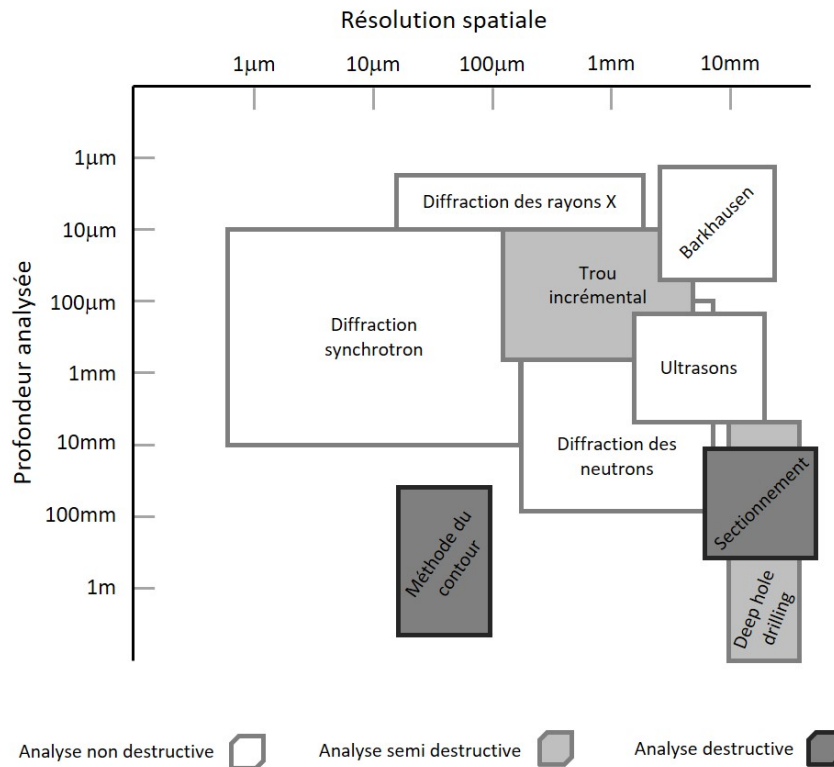 Résolution spatiale
1μm 10μm 100μm 1mm 10mm
Profondeur analysée
1μm
10μm
100μm
1mm
10mm
100mm
1m
Diffraction des rayons X
Barkhausen
Trou
incrémental
Diffraction
synchrotron
Ultrasons
Diffraction des
neutrons
Sectionnement
Méthode du
contour
Deep hole
drilling
Analyse non destructive
Analyse semi destructive
Analyse destructive